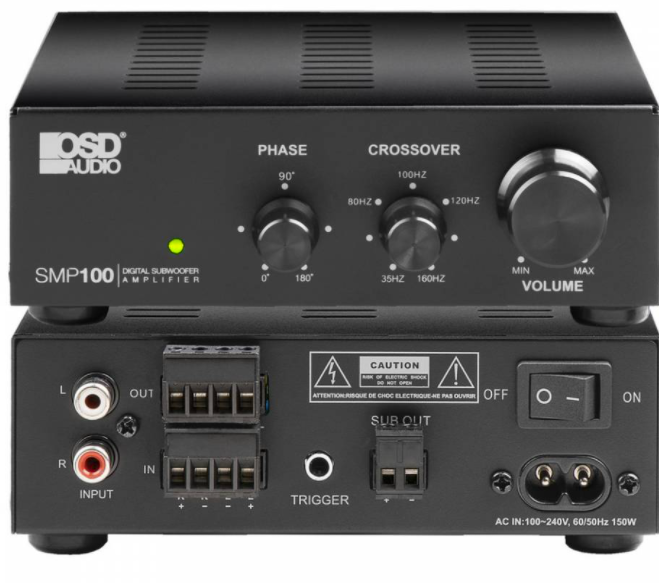 OSD®
AUDIO
PHASE
90°
0°
180°
CROSSOVER
100HZ
80HZ
120HZ
35HZ
160HZ
MIN
MAX
VOLUME
SMP100
DIGITAL SUBWOOFER
AMPLIFIER
L
OUT
R
IN
INPUT
R R L L
+ − − +
TRIGGER
CAUTION
RISK OF ELECTRIC SHOCK
DO NOT OPEN
ATTENTION:RISQUE DE CHOC ELECTRIQUE-NE PAS OUVRIR
SUB OUT
+ −
OFF
ON
AC IN:100~240V, 60/50Hz 150W